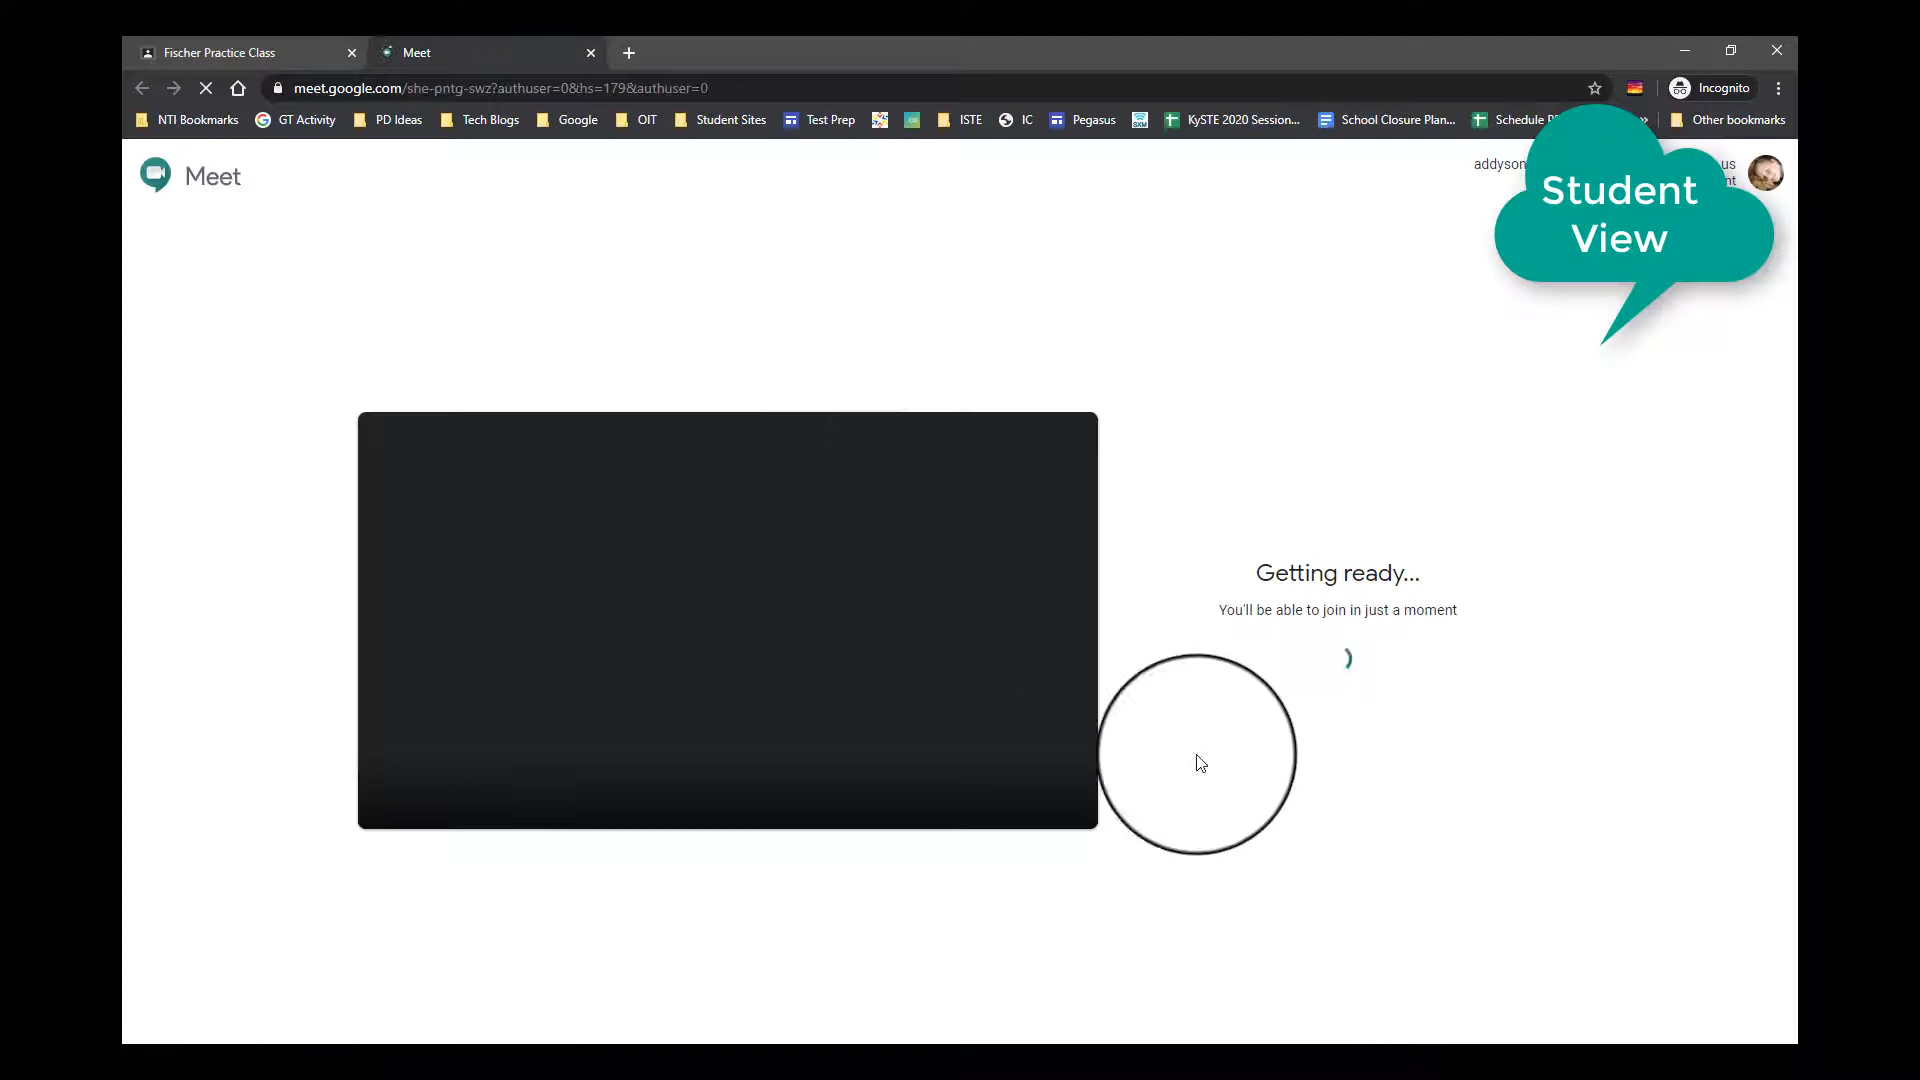 Fischer Practice Class
Meet
meet.google.com/she-pntg-swz?authuser=0&hs=179&authuser=0
Incognito
NTI Bookmarks GT Activity PD Ideas Tech Blogs Google OIT Student Sites Test Prep ISTE IC Pegasus KySTE 2020 Session... School Closure Plan... Schedule » Other bookmarks
Meet
addyson
us
nt
Student
View
Getting ready...
You'll be able to join in just a moment